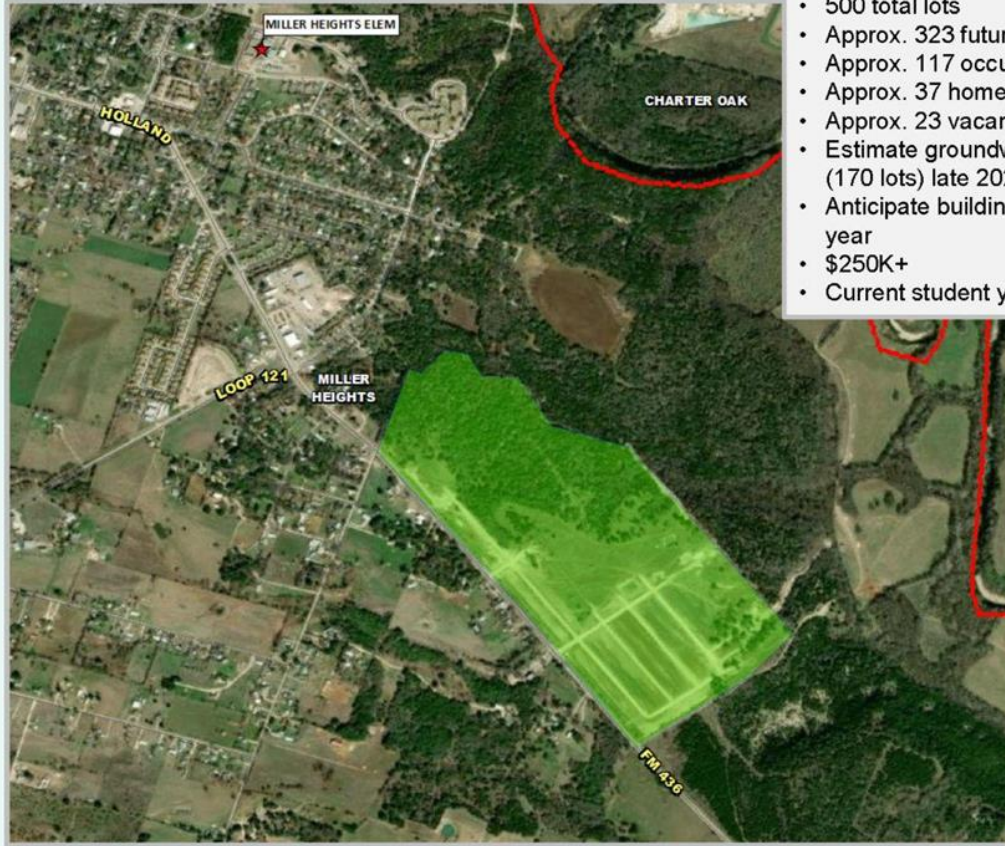 MILLER HEIGHTS ELEM
CHARTER OAK
HOLLAND
LOOP 121
MILLER
HEIGHTS
FM 436
• 500 total lots
• Approx. 323
• Approx. 117
• Approx. 37
• Approx. 23
• Estimate
(170 lots) late
• Anticipate
year
• $250K+
• Current student